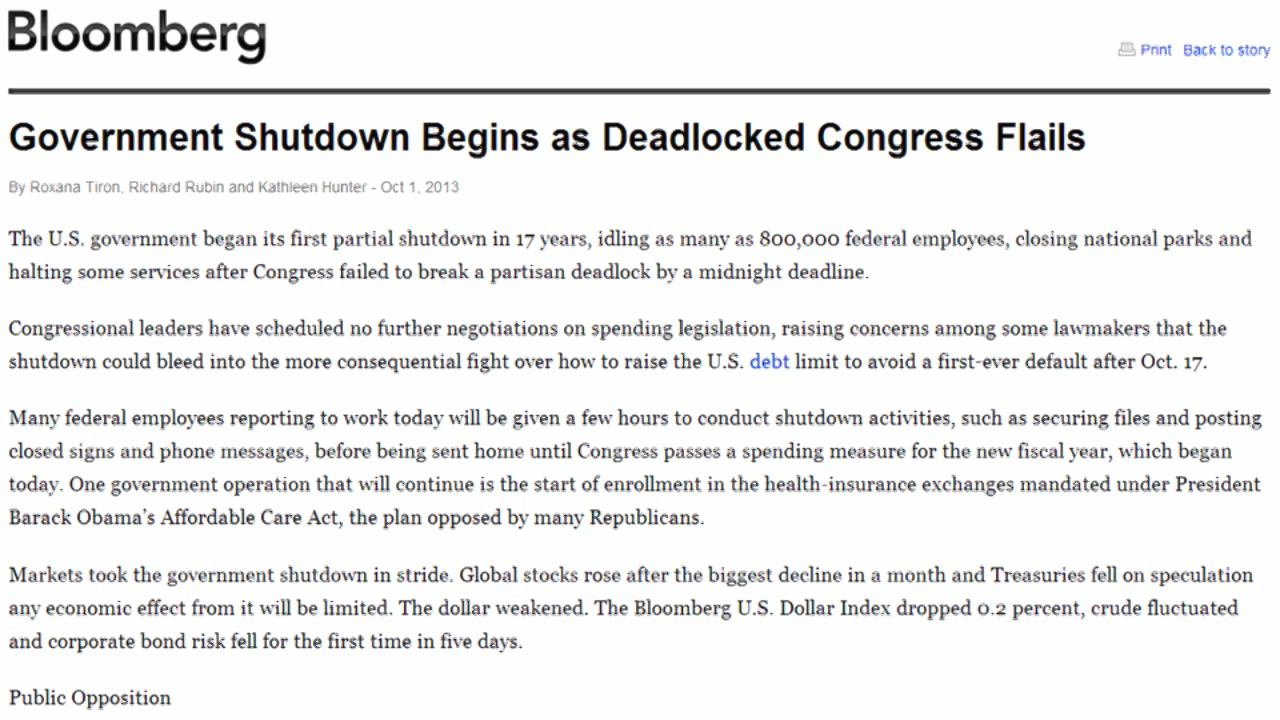 Bloomberg
Print Back to story
Government Shutdown Begins as Deadlocked Congress Flails
By Roxana Tiron, Richard Rubin and Kathleen Hunter - Oct 1, 2013
The U.S. government began its first partial shutdown in 17 years, idling as many as 800,000 federal employees, closing national parks and
halting some services after Congress failed to break a partisan deadlock by a midnight deadline.
Congressional leaders have scheduled no further negotiations on spending legislation, raising concerns among some lawmakers that the
shutdown could bleed into the more consequential fight over how to raise the U.S. debt limit to avoid a first-ever default after Oct. 17.
Many federal employees reporting to work today will be given a few hours to conduct shutdown activities, such as securing files and posting
closed signs and phone messages, before being sent home until Congress passes a spending measure for the new fiscal year, which began
today. One government operation that will continue is the start of enrollment in the health-insurance exchanges mandated under President
Barack Obama's Affordable Care Act, the plan opposed by many Republicans.
Markets took the government shutdown in stride. Global stocks rose after the biggest decline in a month and Treasuries fell on speculation
any economic effect from it will be limited. The dollar weakened. The Bloomberg U.S. Dollar Index dropped 0.2 percent, crude fluctuated
and corporate bond risk fell for the first time in five days.
Public Opposition